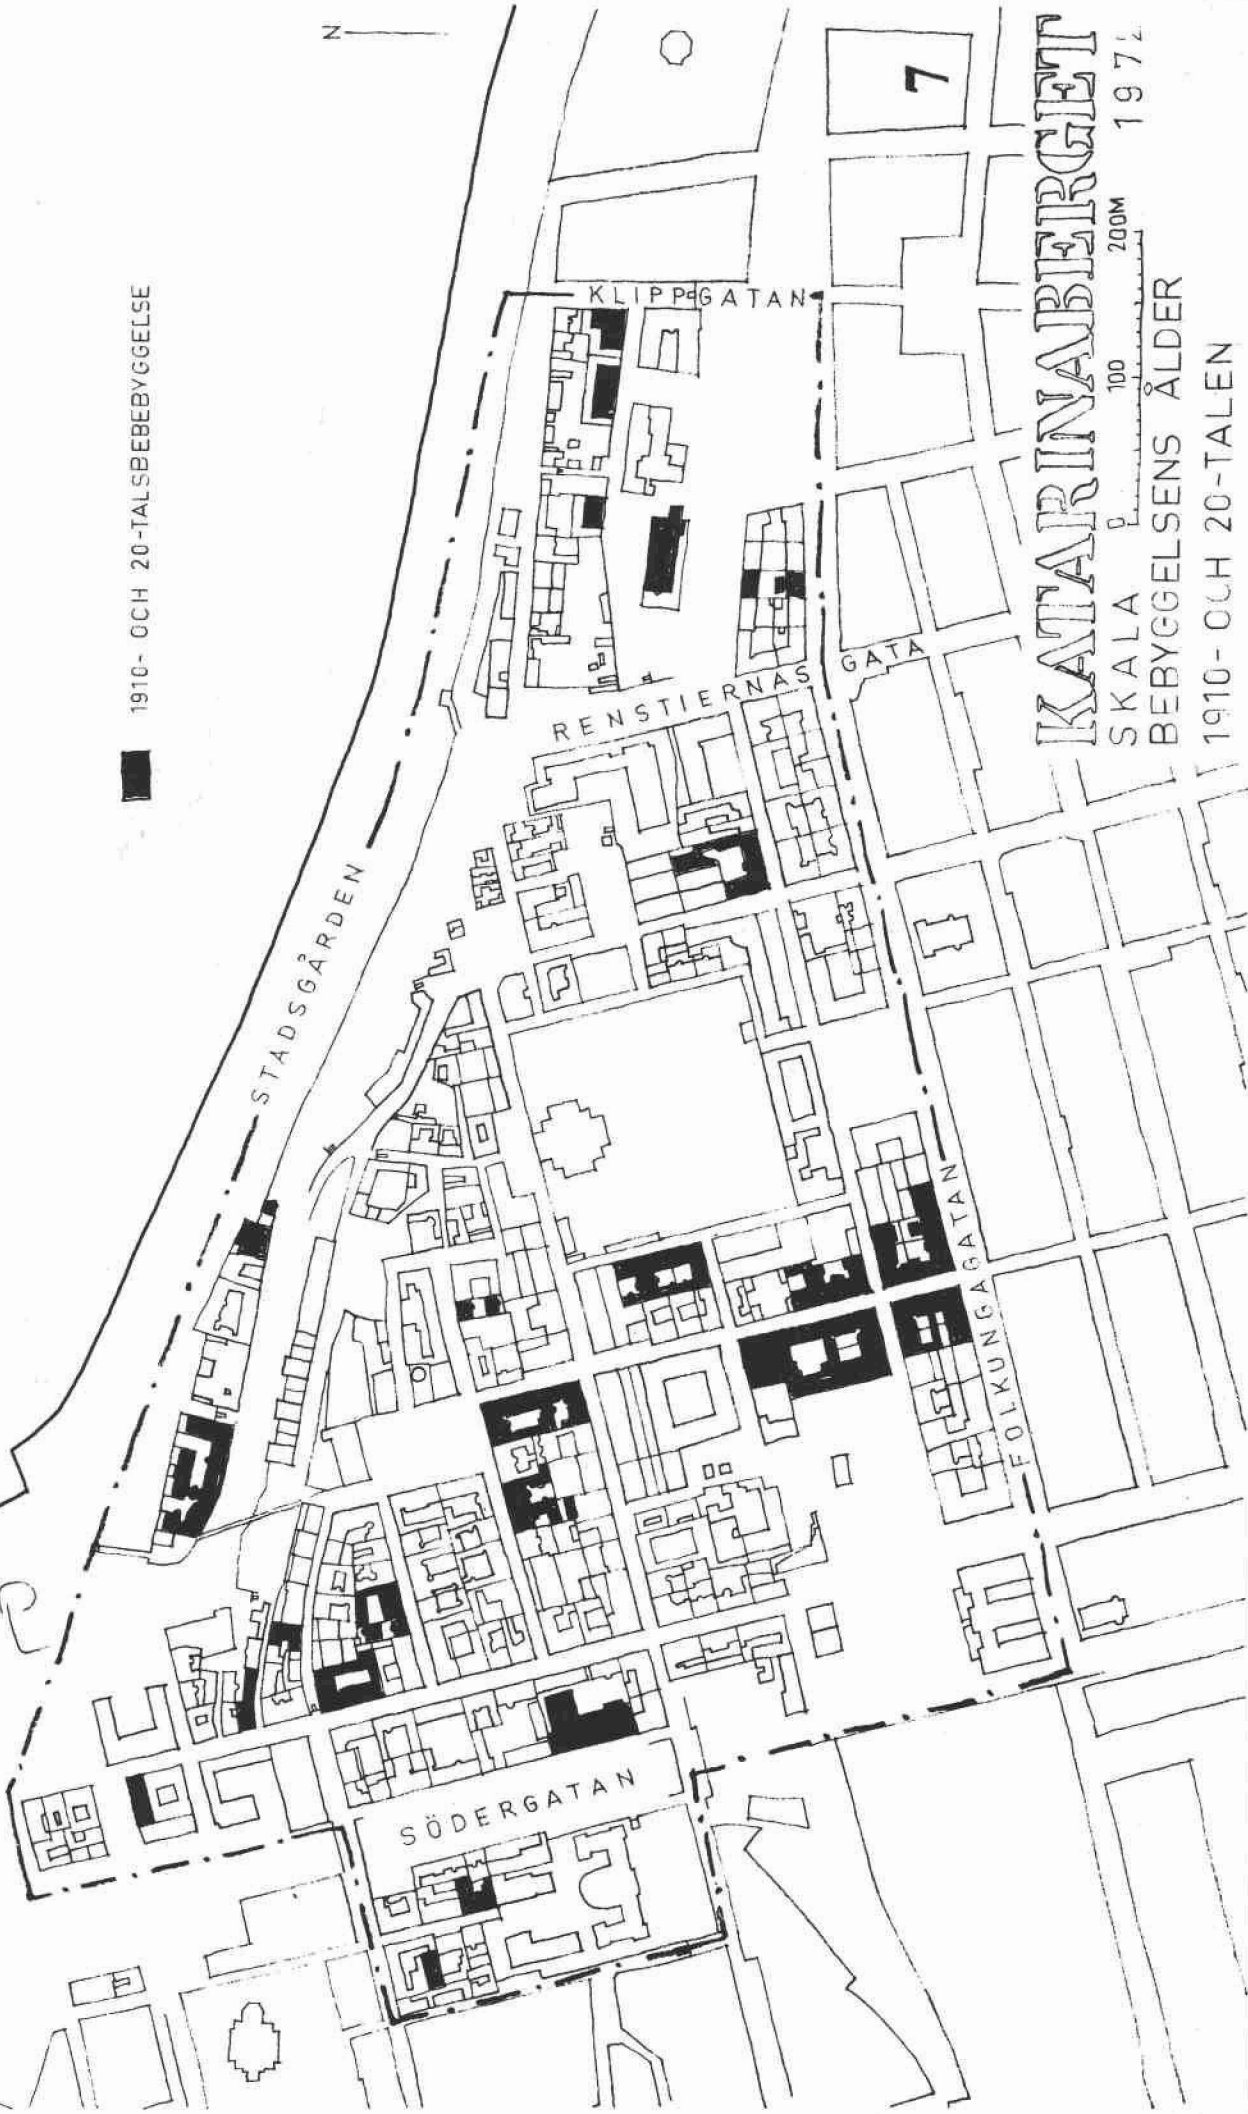 N
1910- OCH 20-TALSBEBEBYGGELSE
STADSGÅRDEN
KLIPPGATAN
RENSTIERNAS GATA
SÖDERGATAN
FOLKUNGAGATAN
7
KATARINABERGET
SKALA 0 100 200M
BEBYGGELSENS ÅLDER
1910- OCH 20-TALEN